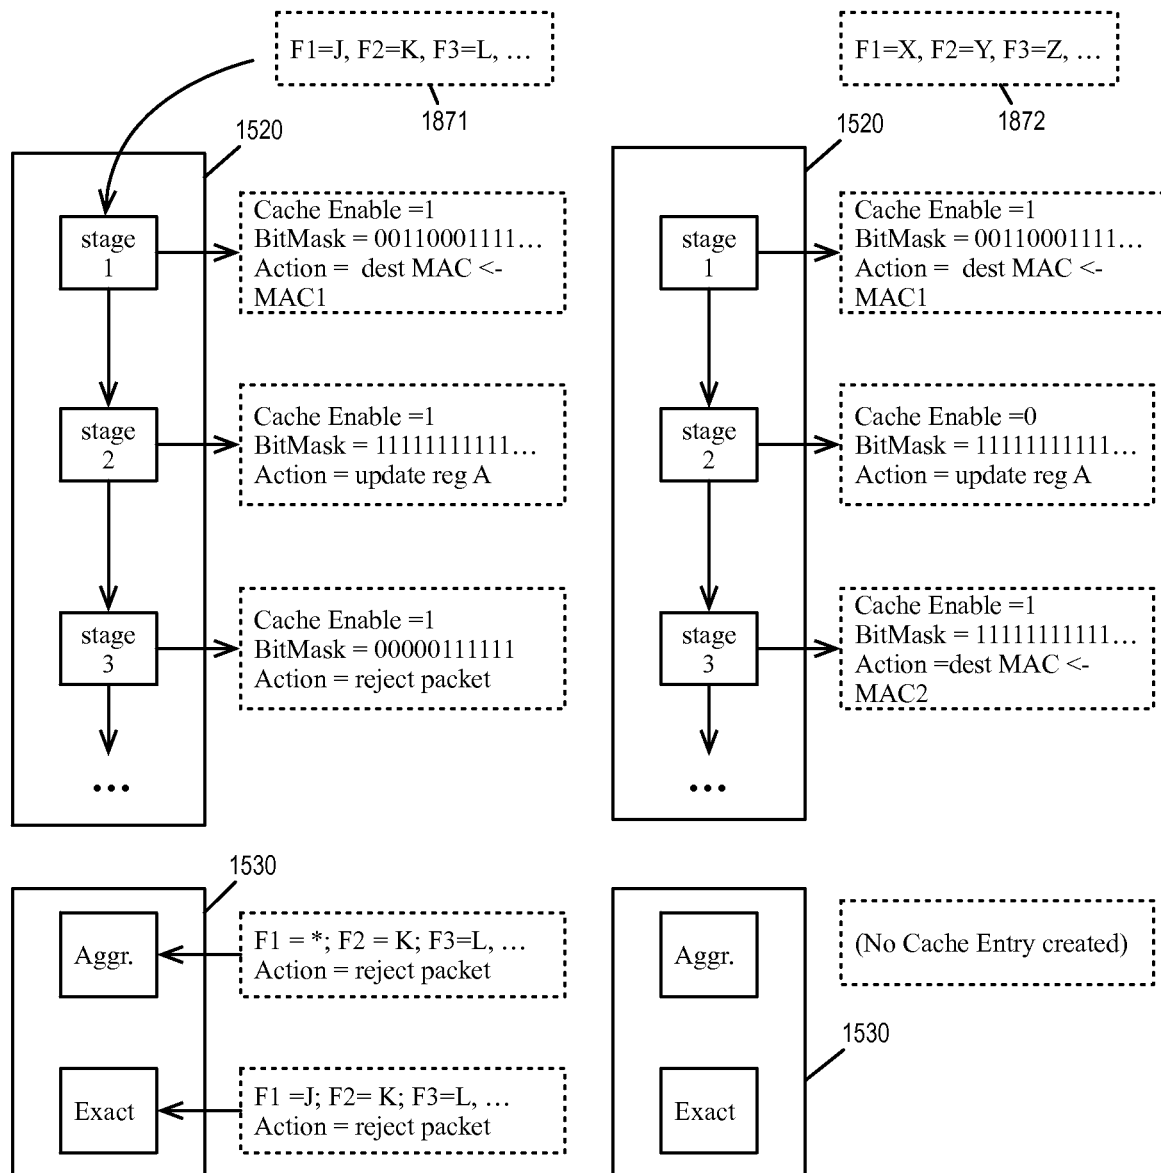 F1=J, F2=K, F3=L, …
1871
1520
stage
1
Cache Enable =1
BitMask = 00110001111…
Action = dest MAC <-
MAC1
stage
2
Cache Enable =1
BitMask = 11111111111…
Action = update reg A
stage
3
Cache Enable =1
BitMask = 00000111111
Action = reject packet
•••
1530
Aggr.
F1 = *; F2 = K; F3=L, …
Action = reject packet
Exact
F1 =J; F2= K; F3=L, …
Action = reject packet
F1=X, F2=Y, F3=Z, …
1872
1520
stage
1
Cache Enable =1
BitMask = 00110001111…
Action = dest MAC <-
MAC1
stage
2
Cache Enable =0
BitMask = 11111111111…
Action = update reg A
stage
3
Cache Enable =1
BitMask = 11111111111…
Action =dest MAC <-
MAC2
•••
Aggr.
(No Cache Entry created)
1530
Exact